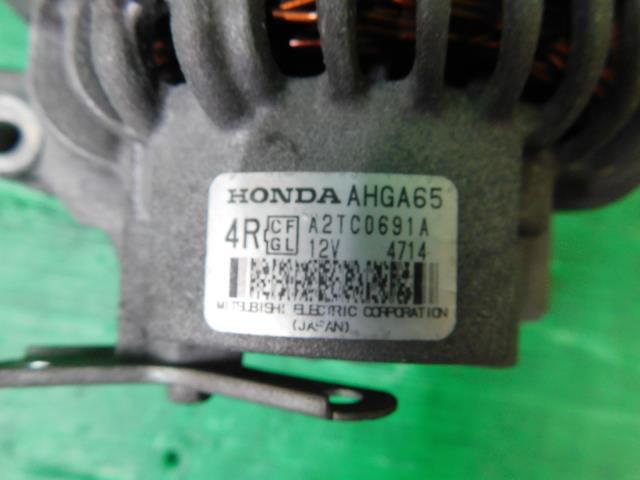 HONDA AHGA65
4R CF GL A2TC0691A
12V 4714
MITSUBISHI ELECTRIC CORPORATION
(JAPAN)